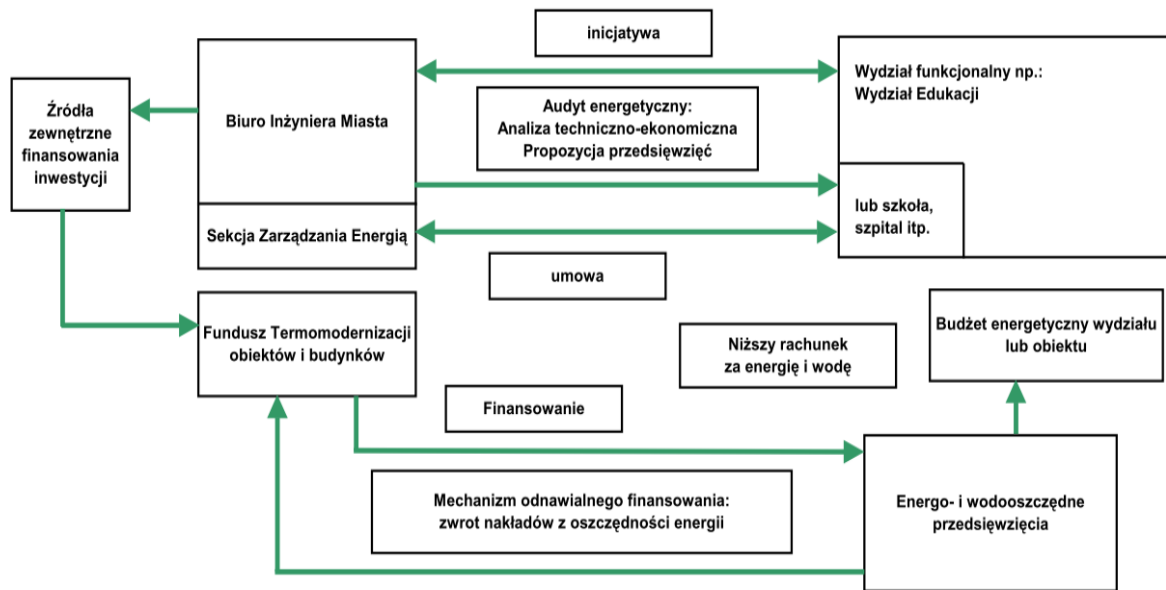 inicjatywa
Źródła
zewnętrzne
finansowania
inwestycji
Biuro Inżyniera Miasta
Audyt energetyczny:
Analiza techniczno-ekonomiczna
Propozycja przedsięwzięć
Wydział funkcjonalny np.:
Wydział Edukacji
lub szkoła,
szpital itp.
Sekcja Zarządzania Energią
umowa
Fundusz Termomodernizacji
obiektów i budynków
Niższy rachunek
za energię i wodę
Budżet energetyczny wydziału
lub obiektu
Finansowanie
Mechanizm odnawialnego finansowania:
zwrot nakładów z oszczędności energii
Energo- i wodooszczędne
przedsięwzięcia